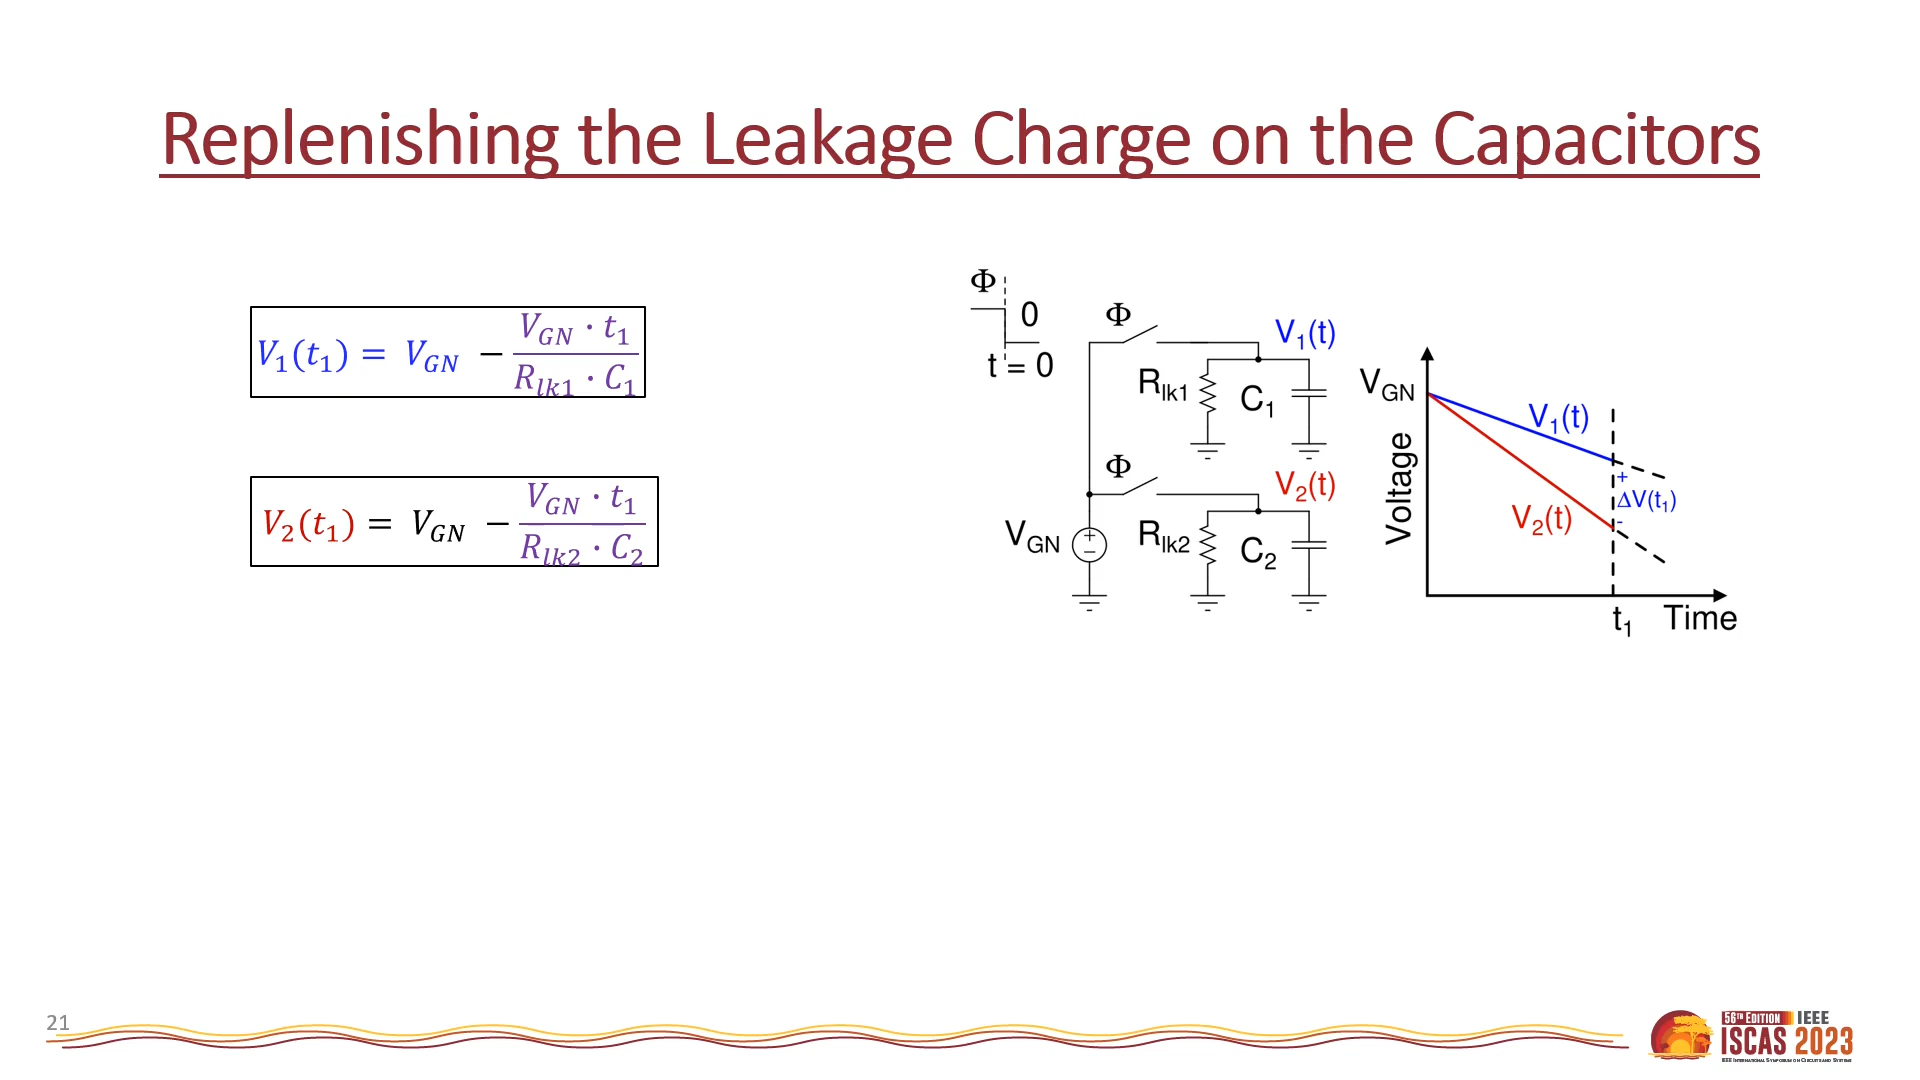 Replenishing the Leakage Charge on the Capacitors
V₁(t₁) = V_GN − (V_GN · t₁)/(R_lk1 · C₁)
V₂(t₁) = V_GN − (V_GN · t₁)/(R_lk2 · C₂)
Φ
0
t = 0
Φ
V₁(t)
R_lk1
C₁
Φ
V₂(t)
V_GN
+
−
R_lk2
C₂
V_GN
Voltage
V₁(t)
+
ΔV(t₁)
-
V₂(t)
t₁
Time
21
56TH EDITION IEEE
ISCAS 2023
IEEE INTERNATIONAL SYMPOSIUM ON CIRCUITS AND SYSTEMS